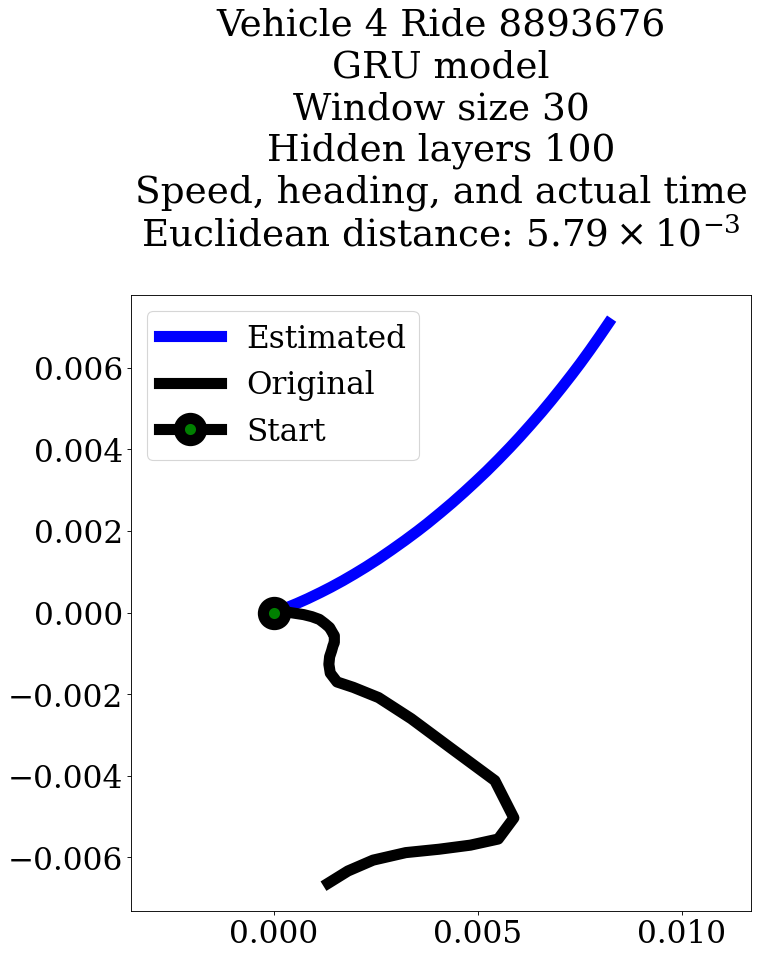 Vehicle 4 Ride 8893676
GRU model
Window size 30
Hidden layers 100
Speed, heading, and actual time
Euclidean distance: 5.79 × 10⁻³
Estimated
Original
Start
0.006
0.004
0.002
0.000
−0.002
−0.004
−0.006
0.000 0.005 0.010